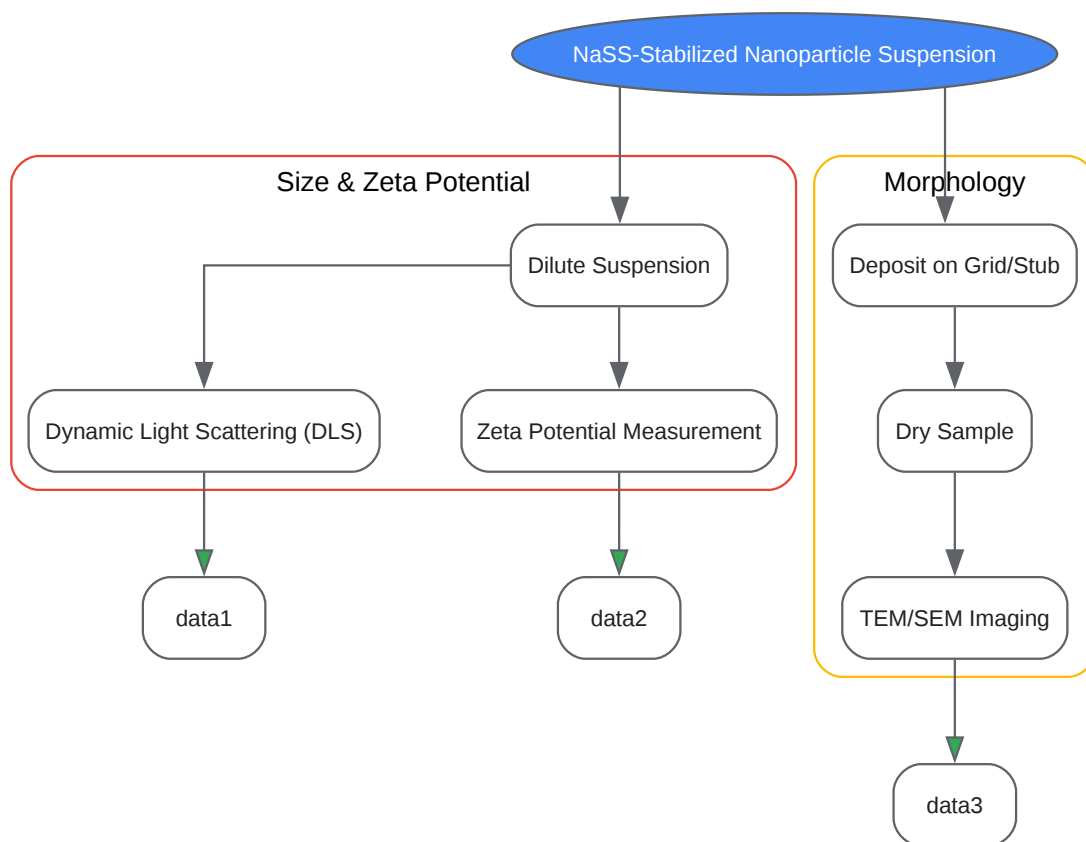 NaSS-Stabilized Nanoparticle Suspension
Size & Zeta Potential
Morphology
Dilute Suspension
Deposit on Grid/Stub
Dynamic Light Scattering (DLS)
Zeta Potential Measurement
Dry Sample
data1
data2
TEM/SEM Imaging
data3